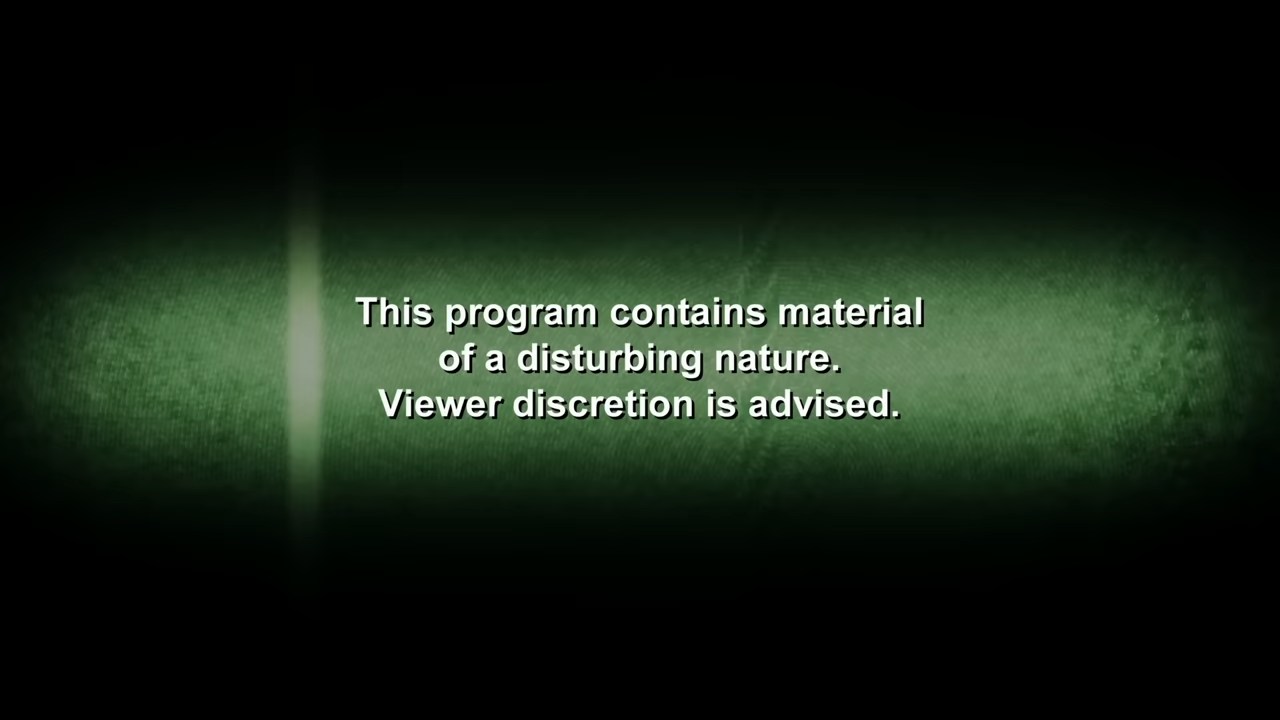 This program contains material
of a disturbing nature.
Viewer discretion is advised.